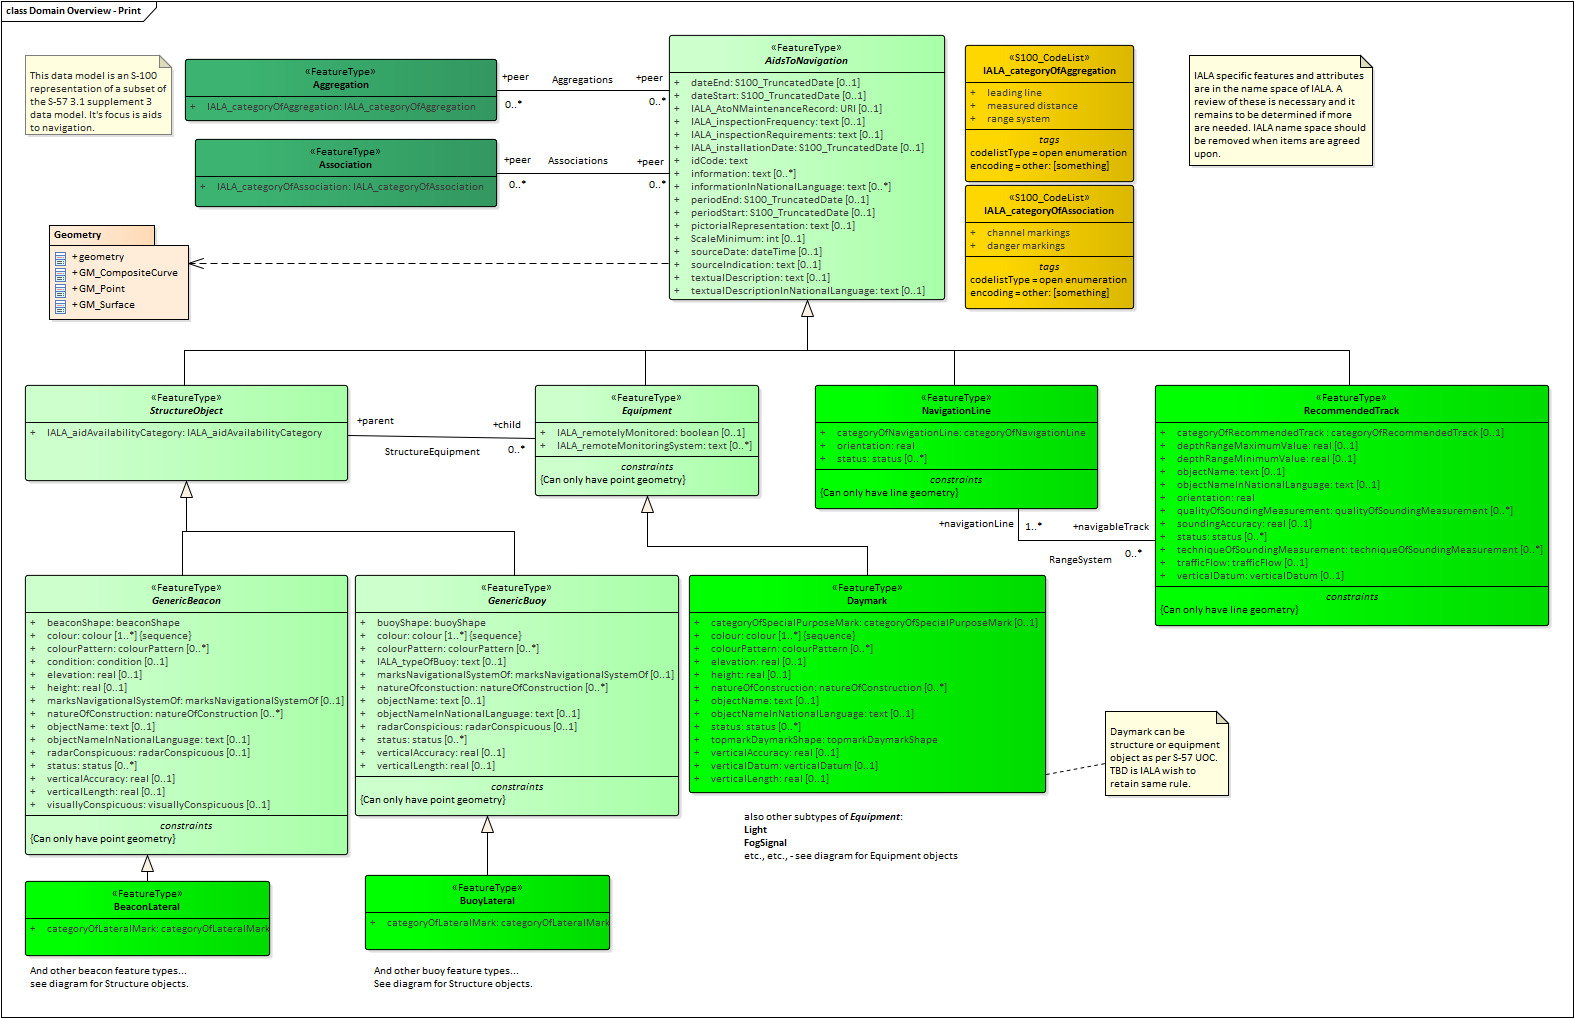 class Domain Overview - Print
This data model is an S-100
representation of a subset of
the S-57 3.1 supplement 3
data model. It's focus is aids
to navigation.
«FeatureType»
Aggregation
+ IALA_categoryOfAggregation: IALA_categoryOfAggregation
+peer
Aggregations
+peer
0..*
0..*
«FeatureType»
Association
+ IALA_categoryOfAssociation: IALA_categoryOfAssociation
+peer
Associations
+peer
0..*
0..*
«FeatureType»
AidsToNavigation
+ dateEnd: S100_TruncatedDate [0..1]
+ dateStart: S100_TruncatedDate [0..1]
+ IALA_AtoNMaintenanceRecord: URI [0..1]
+ IALA_inspectionFrequency: text [0..1]
+ IALA_inspectionRequirements: text [0..1]
+ IALA_installationDate: S100_TruncatedDate [0..1]
+ idCode: text
+ information: text [0..*]
+ informationInNationalLanguage: text [0..*]
+ periodEnd: S100_TruncatedDate [0..1]
+ periodStart: S100_TruncatedDate [0..1]
+ pictorialRepresentation: text [0..1]
+ ScaleMinimum: int [0..1]
+ sourceDate: dateTime [0..1]
+ sourceIndication: text [0..1]
+ textualDescription: text [0..1]
+ textualDescriptionInNationalLanguage: text [0..1]
«S100_CodeList»
IALA_categoryOfAggregation
+ leading line
+ measured distance
+ range system
tags
codelistType = open enumeration
encoding = other: [something]
«S100_CodeList»
IALA_categoryOfAssociation
+ channel markings
+ danger markings
tags
codelistType = open enumeration
encoding = other: [something]
IALA specific features and attributes
are in the name space of IALA. A
review of these is necessary and it
remains to be determined if more
are needed. IALA name space should
be removed when items are agreed
upon.
Geometry
+ geometry
+ GM_CompositeCurve
+ GM_Point
+ GM_Surface
«FeatureType»
StructureObject
+ IALA_aidAvailabilityCategory: IALA_aidAvailabilityCategory
+parent
+child
StructureEquipment
0..*
«FeatureType»
Equipment
+ IALA_remotelyMonitored: boolean [0..1]
+ IALA_remoteMonitoringSystem: text [0..*]
constraints
{Can only have point geometry}
«FeatureType»
NavigationLine
+ categoryOfNavigationLine: categoryOfNavigationLine
+ orientation: real
+ status: status [0..*]
constraints
{Can only have line geometry}
+navigationLine
1..*
+navigableTrack
RangeSystem
0..*
«FeatureType»
RecommendedTrack
+ categoryOfRecommendedTrack: categoryOfRecommendedTrack [0..1]
+ depthRangeMaximumValue: real [0..1]
+ depthRangeMinimumValue: real [0..1]
+ objectName: text [0..1]
+ objectNameInNationalLanguage: text [0..1]
+ orientation: real
+ qualityOfSoundingMeasurement: qualityOfSoundingMeasurement [0..*]
+ soundingAccuracy: real [0..1]
+ status: status [0..*]
+ techniqueOfSoundingMeasurement: techniqueOfSoundingMeasurement [0..*]
+ trafficFlow: trafficFlow [0..1]
+ verticalDatum: verticalDatum [0..1]
constraints
{Can only have line geometry}
«FeatureType»
GenericBeacon
+ beaconShape: beaconShape
+ colour: colour [1..*] {sequence}
+ colourPattern: colourPattern [0..*]
+ condition: condition [0..1]
+ elevation: real [0..1]
+ height: real [0..1]
+ marksNavigationalSystemOf: marksNavigationalSystemOf [0..1]
+ natureOfConstruction: natureOfConstruction [0..*]
+ objectName: text [0..1]
+ objectNameInNationalLanguage: text [0..1]
+ radarConspicuous: radarConspicuous [0..1]
+ status: status [0..*]
+ verticalAccuracy: real [0..1]
+ verticalLength: real [0..1]
+ visuallyConspicuous: visuallyConspicuous [0..1]
constraints
{Can only have point geometry}
«FeatureType»
GenericBuoy
+ buoyShape: buoyShape
+ colour: colour [1..*] {sequence}
+ colourPattern: colourPattern [0..*]
+ IALA_typeOfBuoy: text [0..1]
+ marksNavigationalSystemOf: marksNavigationalSystemOf [0..1]
+ natureOfconstuction: natureOfConstruction [0..*]
+ objectName: text [0..1]
+ objectNameInNationalLanguage: text [0..1]
+ radarConspicious: radarConspicuous [0..1]
+ status: status [0..*]
+ verticalAccuracy: real [0..1]
+ verticalLength: real [0..1]
constraints
{Can only have point geometry}
«FeatureType»
Daymark
+ categoryOfSpecialPurposeMark: categoryOfSpecialPurposeMark [0..1]
+ colour: colour [1..*] {sequence}
+ colourPattern: colourPattern [0..*]
+ elevation: real [0..1]
+ height: real [0..1]
+ natureOfConstruction: natureOfConstruction [0..*]
+ objectName: text [0..1]
+ objectNameInNationalLanguage: text [0..1]
+ status: status [0..*]
+ topmarkDaymarkShape: topmarkDaymarkShape
+ verticalAccuracy: real [0..1]
+ verticalDatum: verticalDatum [0..1]
+ verticalLength: real [0..1]
Daymark can be
structure or equipment
object as per S-57 UOC.
TBD is IALA wish to
retain same rule.
also other subtypes of Equipment:
Light
FogSignal
etc., etc., - see diagram for Equipment objects
«FeatureType»
BeaconLateral
+ categoryOfLateralMark: categoryOfLateralMark
And other beacon feature types...
see diagram for Structure objects.
«FeatureType»
BuoyLateral
+ categoryOfLateralMark: categoryOfLateralMark
And other buoy feature types...
See diagram for Structure objects.